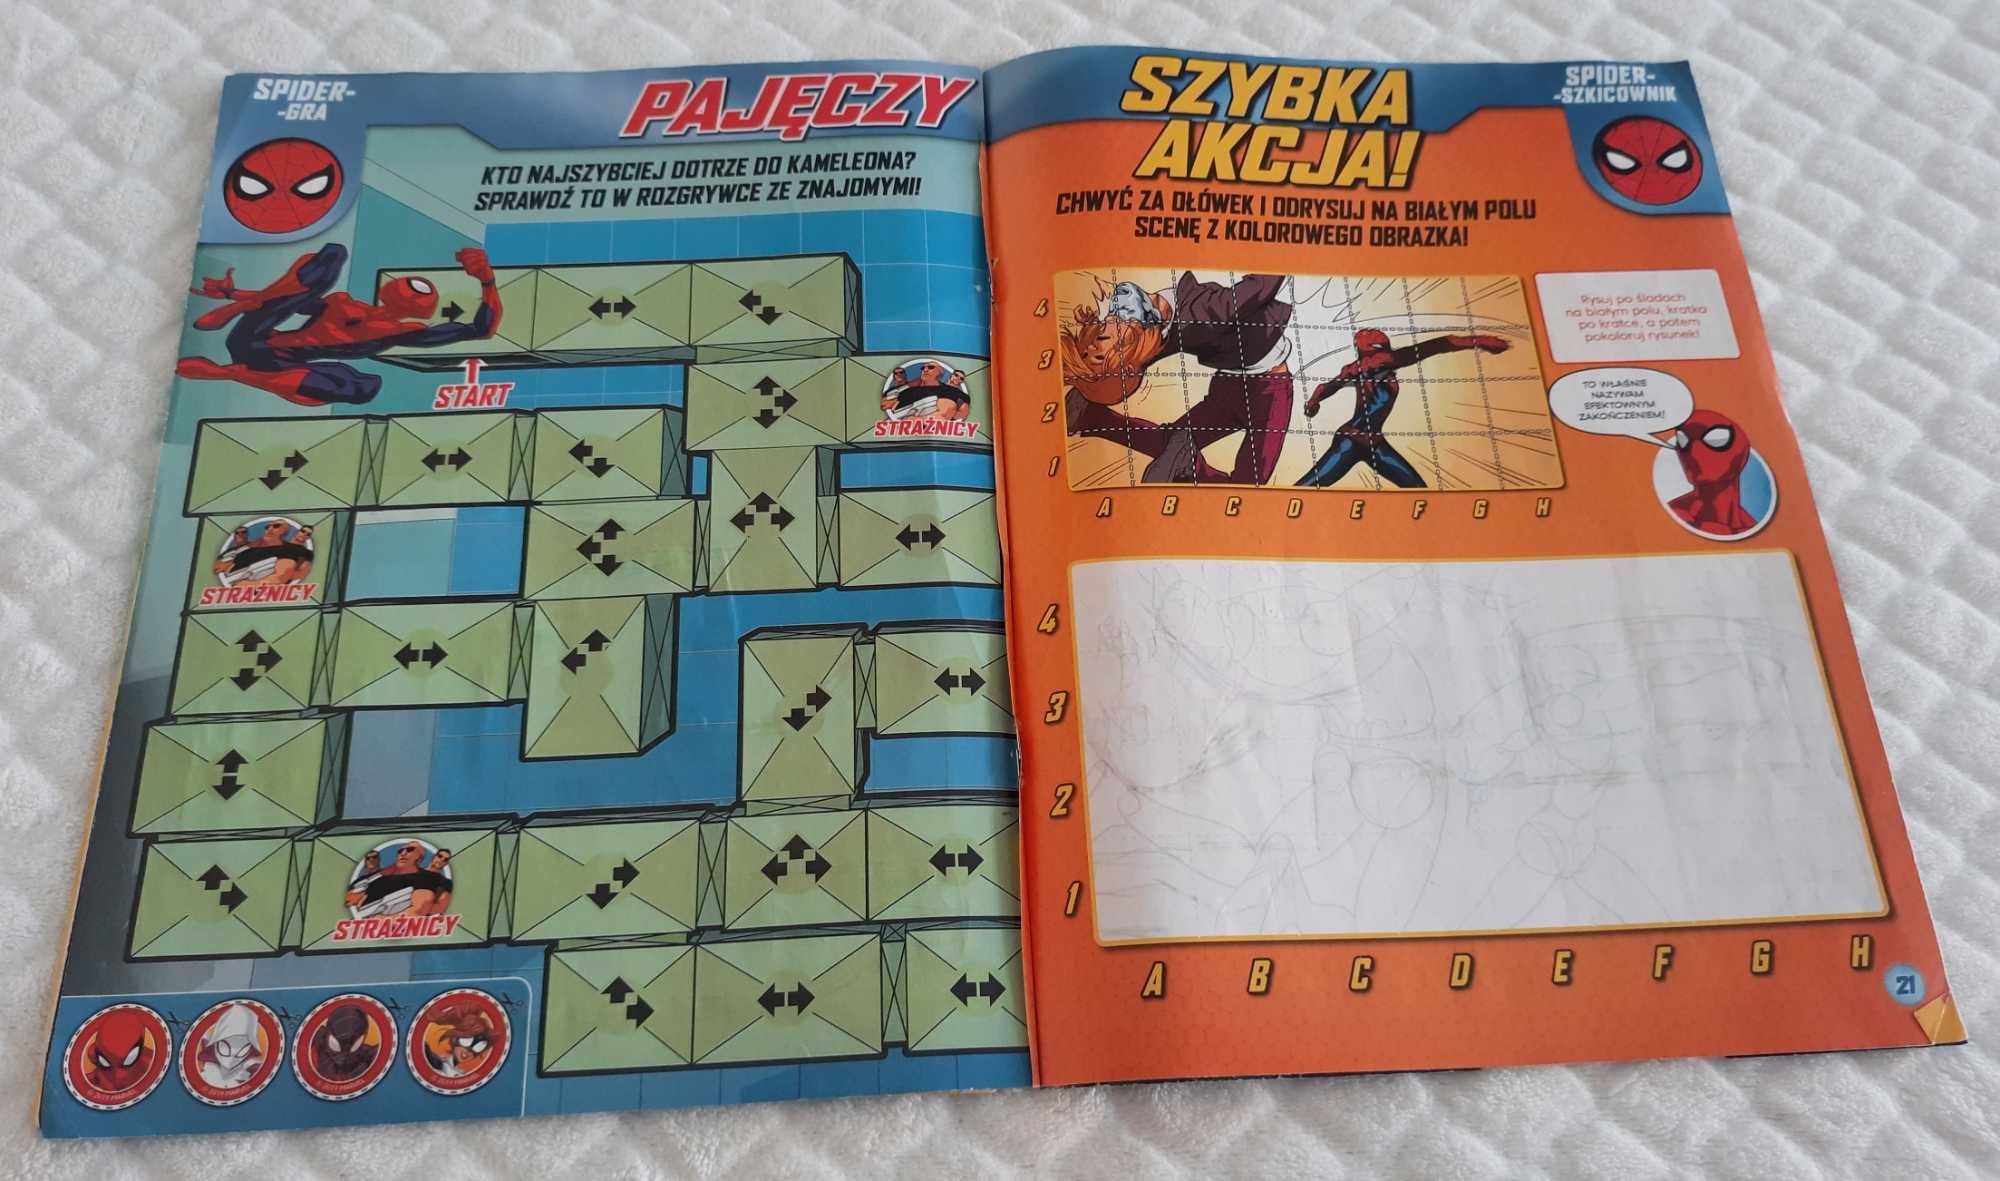 SPIDER-
-GRA
PAJĘCZY
KTO NAJSZYBCIEJ DOTRZE DO KAMELEONA?
SPRAWDŹ TO W ROZGRYWCE ZE ZNAJOMYMI!
START
STRAŻNICY
STRAŻNICY
STRAŻNICY
SZYBKA
AKCJA!
SPIDER-
-SZKICOWNIK
CHWYĆ ZA OŁÓWEK I ODRYSUJ NA BIAŁYM POLU
SCENĘ Z KOLOROWEGO OBRAZKA!
4
3
2
1
A B C D E F G H
Rysuj po śladach
na białym polu, kratka
po kratce, a potem
pokoloruj rysunek!
TO WŁAŚNIE
NAZYWAM
EFEKTOWNYM
ZAKOŃCZENIEM!
4
3
2
1
A B C D E F G H
21